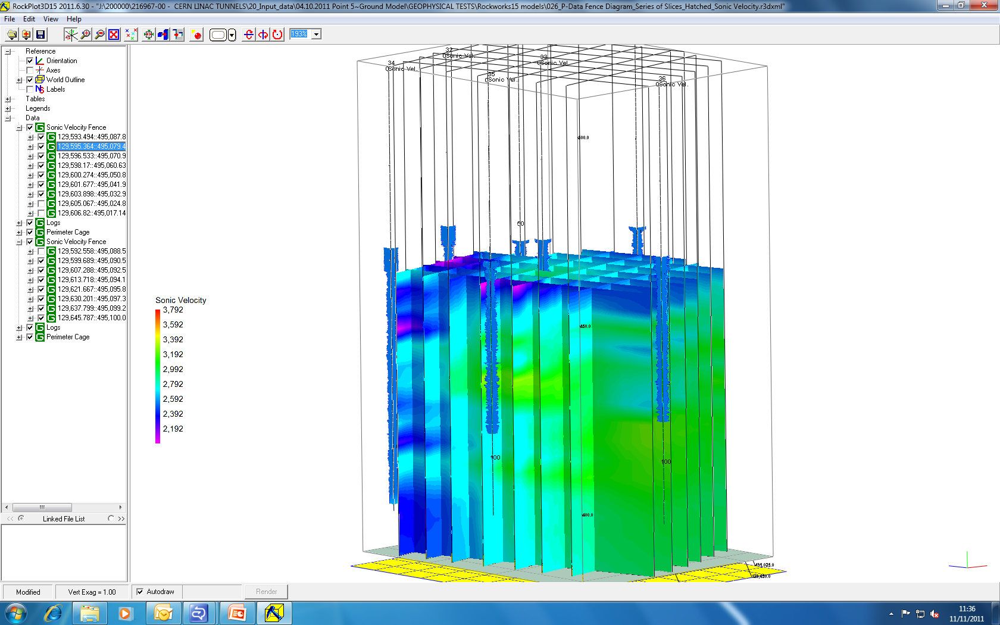 RockPlot3D15 2011.6.30 - "J:\200000\216967-00 - CERN LINAC TUNNELS\20_Input_data\04.10.2011 Point 5~Ground Model\GEOPHYSICAL TESTS\Rockworks15 models\026_P-Data Fence Diagram_Series of Slices_Hatched_Sonic Velocity.r3dxml"
File Edit View Help
193%
Reference
Orientation
Axes
World Outline
Labels
Tables
Legends
Data
Sonic Velocity Fence
129,593.494::495,087.8
129,595.364::495,079.4
129,596.533::495,070.9
129,598.17::495,060.63
129,600.274::495,050.8
129,601.677::495,041.9
129,603.898::495,032.9
129,605.067::495,024.8
129,606.82::495,017.14
Logs
Perimeter Cage
Sonic Velocity Fence
129,592.558::495,088.5
129,599.689::495,090.5
129,607.288::495,092.5
129,613.718::495,094.1
129,621.667::495,095.8
129,630.201::495,097.3
129,637.799::495,099.2
129,645.787::495,100.0
Logs
Perimeter Cage
<< Linked File List >>
Sonic Velocity
3,792
3,592
3,392
3,192
2,992
2,792
2,592
2,392
2,192
32
0Sonic Vel.
34
0Sonic Vel.
33
0Sonic Vel.
35
0Sonic Vel.
36
0Sonic Vel.
500.0
50
450.0
100
100
400.0
495,025.0
129,650.0
Modified Vert Exag = 1.00 Autodraw Render
11:36
11/11/2011